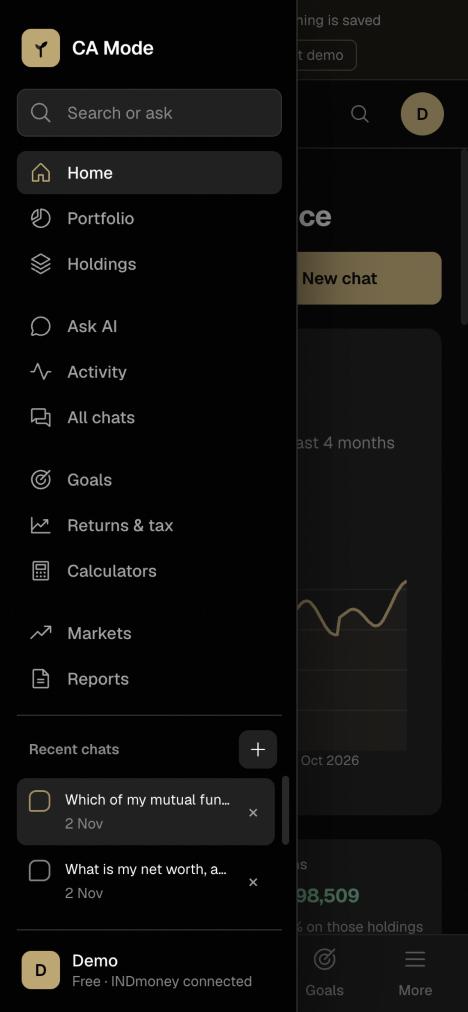 CA Mode
Search or ask
Home
Portfolio
Holdings
Ask AI
Activity
All chats
Goals
Returns & tax
Calculators
Markets
Reports
Recent chats
Which of my mutual fun...
2 Nov
What is my net worth, a...
2 Nov
D
Demo
Free · INDmoney connected
hing is saved
t demo
D
ce
New chat
ast 4 months
Oct 2026
98,509
% on those holdings
Goals
More